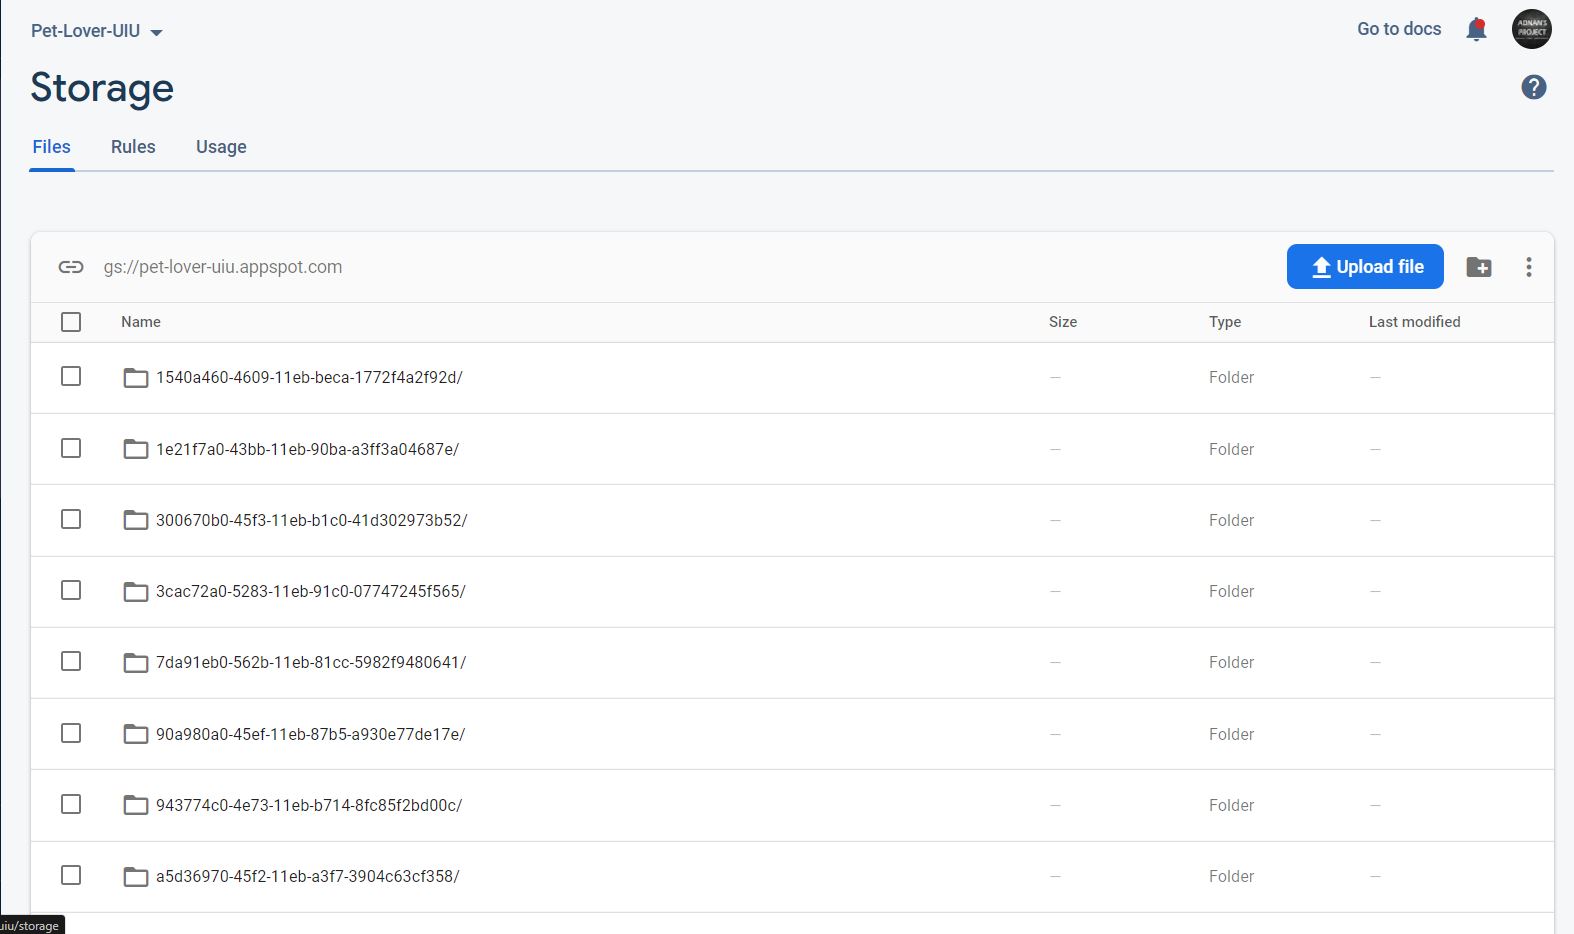 Pet-Lover-UIU
Go to docs
ADNAN'S
PROJECT
Storage
Files Rules Usage
gs://pet-lover-uiu.appspot.com
Upload file
Name Size Type Last modified
1540a460-4609-11eb-beca-1772f4a2f92d/ — Folder —
1e21f7a0-43bb-11eb-90ba-a3ff3a04687e/ — Folder —
300670b0-45f3-11eb-b1c0-41d302973b52/ — Folder —
3cac72a0-5283-11eb-91c0-07747245f565/ — Folder —
7da91eb0-562b-11eb-81cc-5982f9480641/ — Folder —
90a980a0-45ef-11eb-87b5-a930e77de17e/ — Folder —
943774c0-4e73-11eb-b714-8fc85f2bd00c/ — Folder —
a5d36970-45f2-11eb-a3f7-3904c63cf358/ — Folder —
uiu/storage